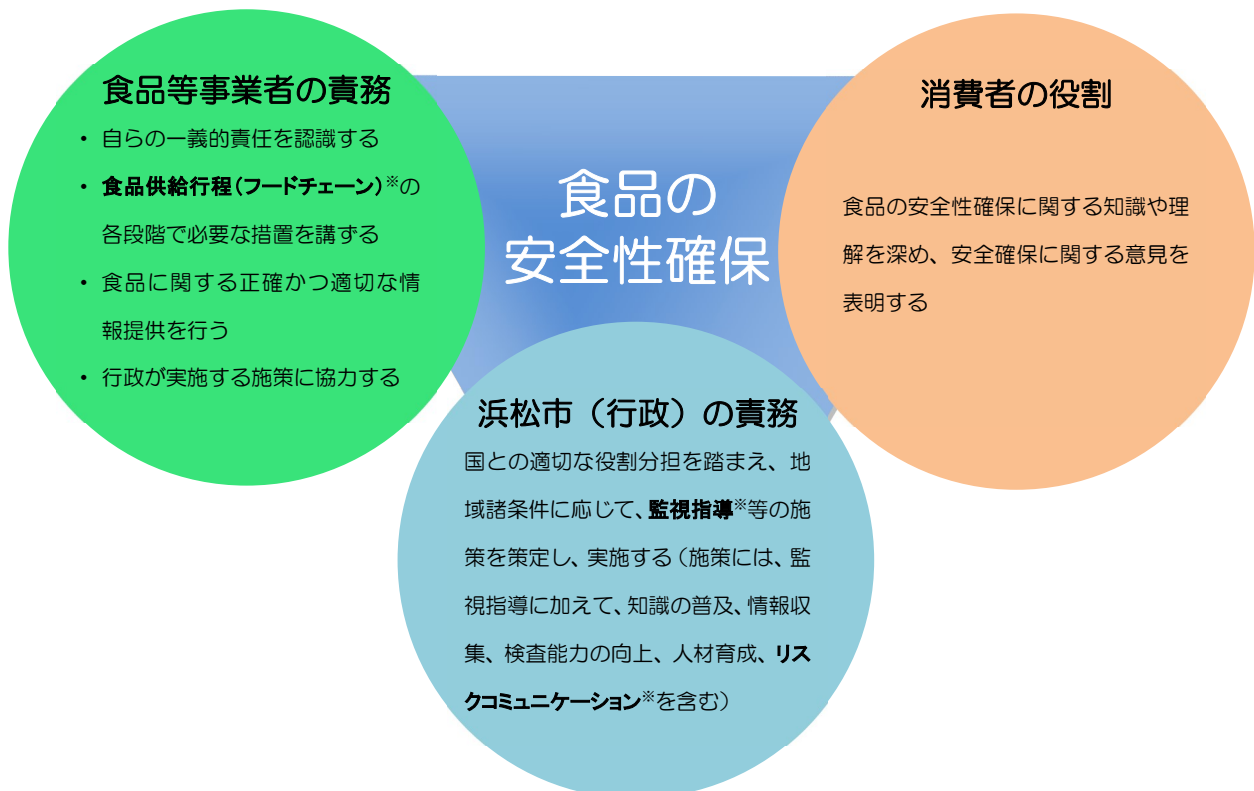 食品等事業者の責務
・ 自らの一義的責任を認識する
・ 食品供給行程(フードチェーン)※の
各段階で必要な措置を講ずる
・ 食品に関する正確かつ適切な情
報提供を行う
・ 行政が実施する施策に協力する
食品の
安全性確保
消費者の役割
食品の安全性確保に関する知識や理
解を深め、安全確保に関する意見を
表明する
浜松市（行政）の責務
国との適切な役割分担を踏まえ、地
域諸条件に応じて、監視指導※等の施
策を策定し、実施する（施策には、監
視指導に加えて、知識の普及、情報収
集、検査能力の向上、人材育成、リス
クコミュニケーション※を含む）